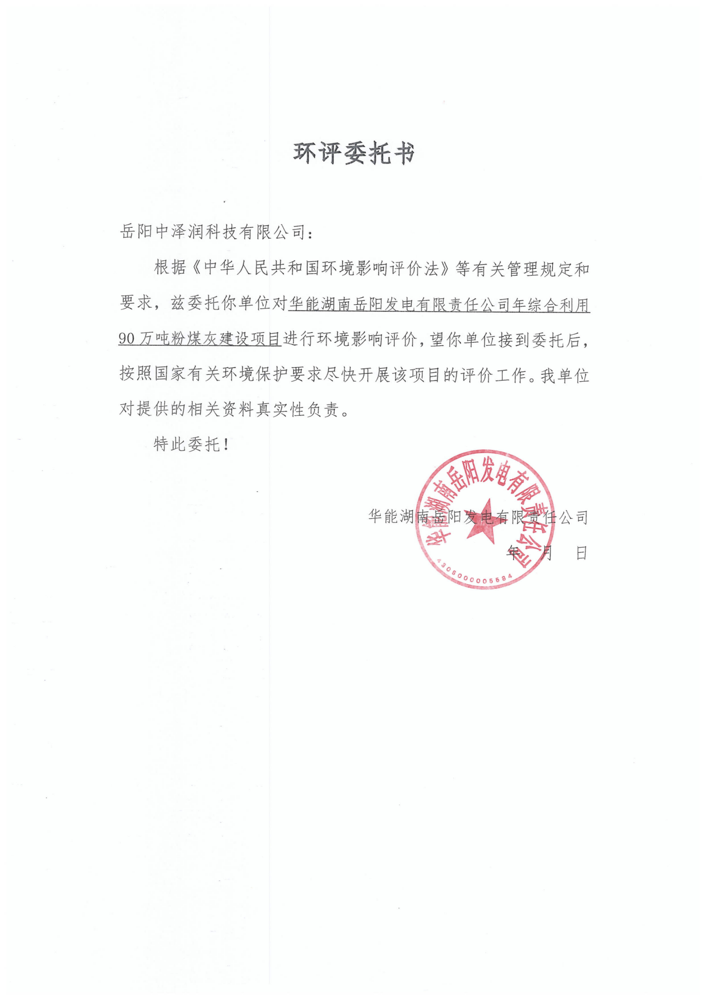 环评委托书
岳阳中泽润科技有限公司：
根据《中华人民共和国环境影响评价法》等有关管理规定和
要求，兹委托你单位对华能湖南岳阳发电有限责任公司年综合利用
90万吨粉煤灰建设项目进行环境影响评价，望你单位接到委托后，
按照国家有关环境保护要求尽快开展该项目的评价工作。我单位
对提供的相关资料真实性负责。
特此委托！
华能湖南岳阳发电有限责任公司
年 月 日
华能湖南岳阳发电有限责任公司